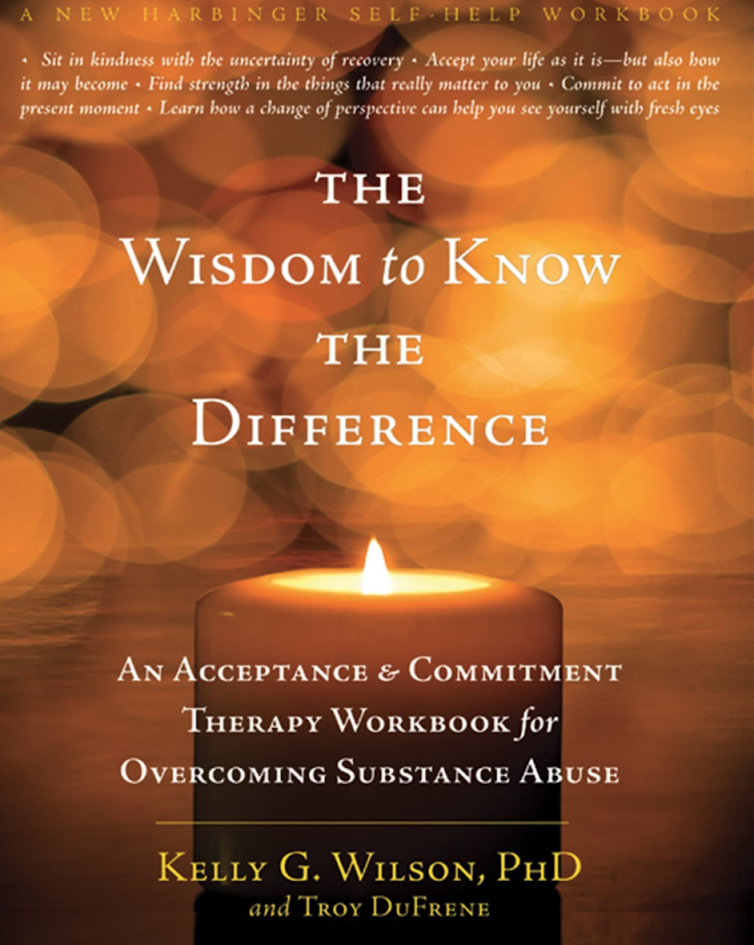 A NEW HARBINGER SELF-HELP WORKBOOK
• Sit in kindness with the uncertainty of recovery • Accept your life as it is—but also how
it may become • Find strength in the things that really matter to you • Commit to act in the
present moment • Learn how a change of perspective can help you see yourself with fresh eyes
THE
WISDOM to KNOW
THE
DIFFERENCE
AN ACCEPTANCE & COMMITMENT
THERAPY WORKBOOK for
OVERCOMING SUBSTANCE ABUSE
KELLY G. WILSON, PHD
and TROY DUFRENE